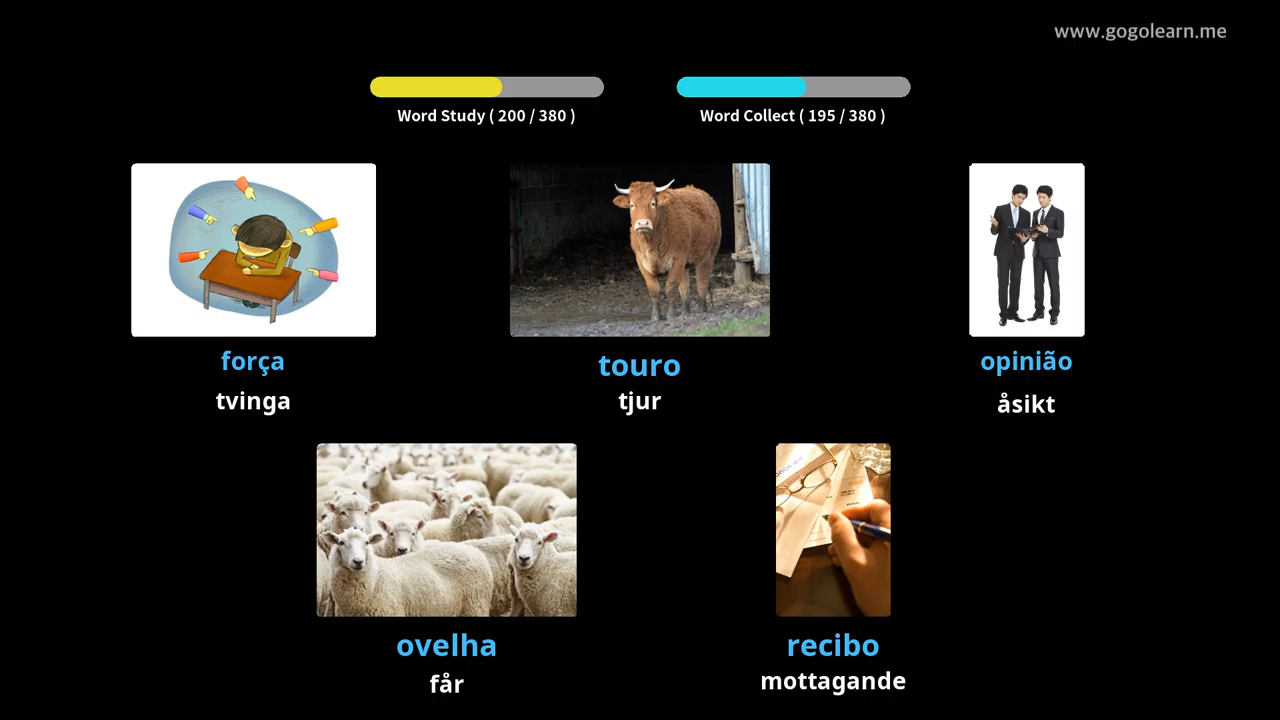 www.gogolearn.me
Word Study ( 200 / 380 )
Word Collect ( 195 / 380 )
força
tvinga
touro
tjur
opinião
åsikt
ovelha
får
recibo
mottagande